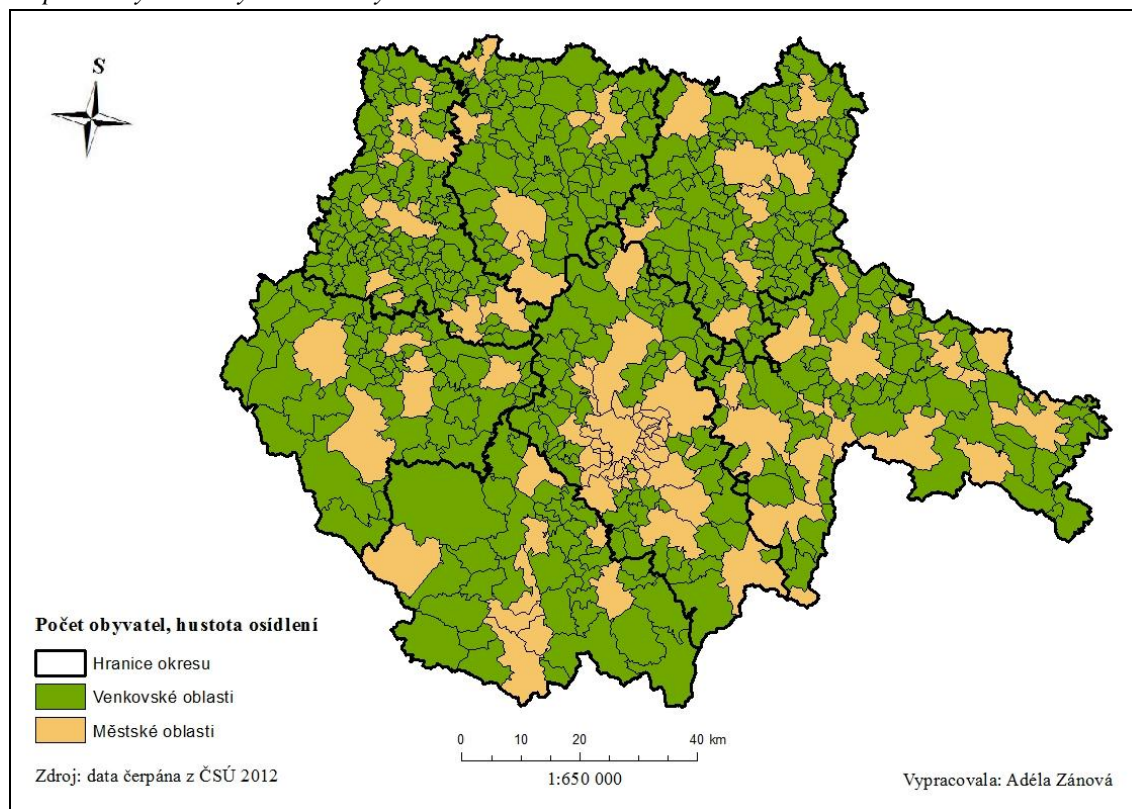 S
Počet obyvatel, hustota osídlení
Hranice okresu
Venkovské oblasti
Městské oblasti
0 10 20 40 km
1:650 000
Zdroj: data čerpána z ČSÚ 2012
Vypracovala: Adéla Zánová